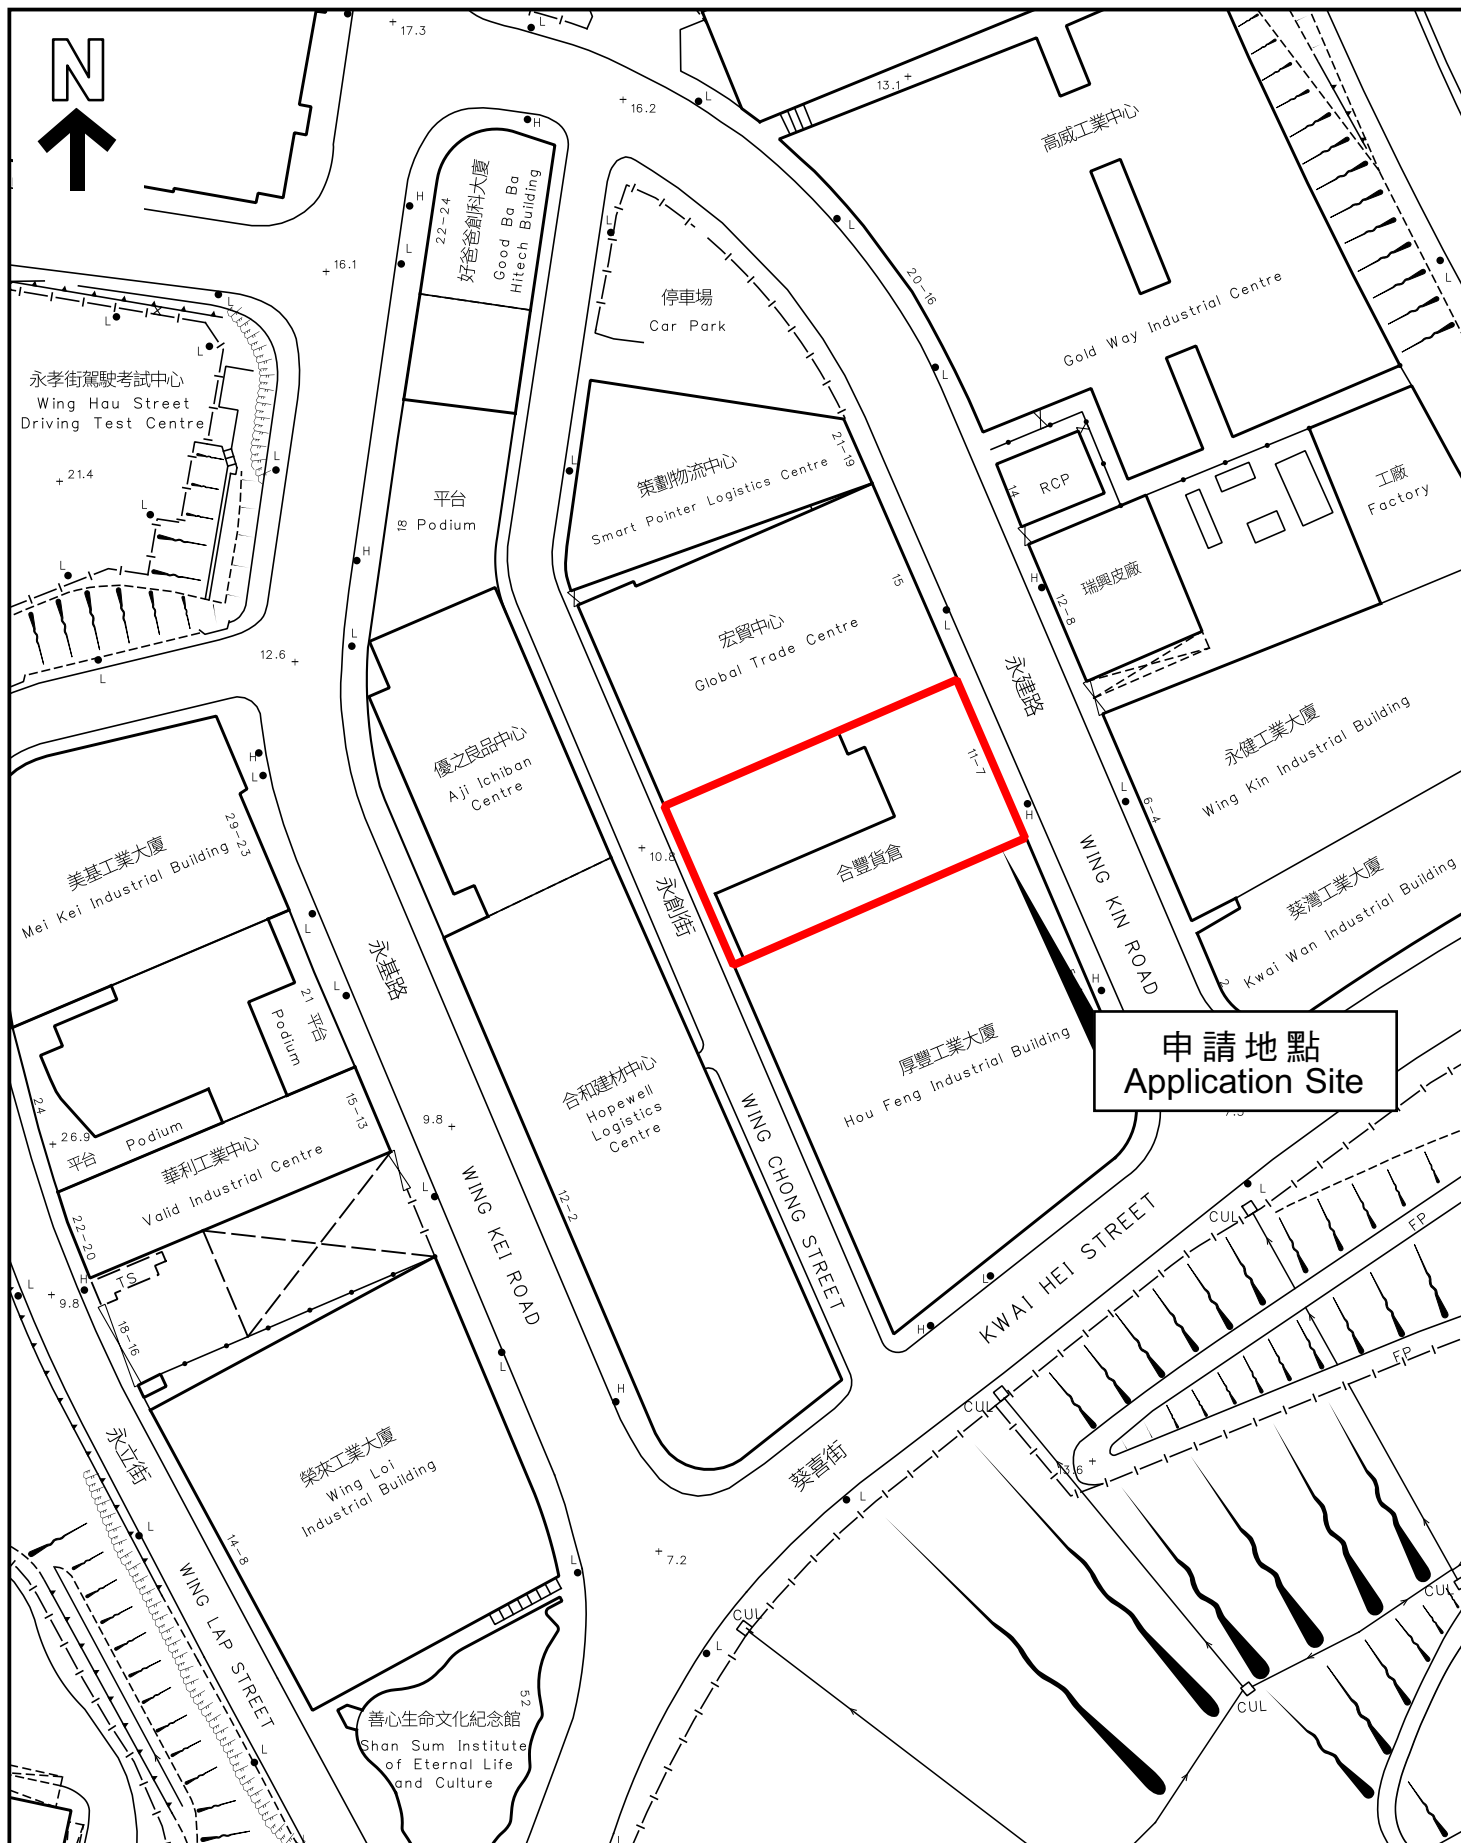 N
17.3
16.2
13.1
高威工業中心
Gold Way Industrial Centre
20-16
22-24
好爸爸創科大廈
Good Ba Ba
Hitech Building
16.1
停車場
Car Park
永孝街駕駛考試中心
Wing Hau Street
Driving Test Centre
21.4
策劃物流中心
Smart Pointer Logistics Centre
21-19
14
RCP
工廠
Factory
平台
18 Podium
瑞興皮廠
12-8
15
宏貿中心
Global Trade Centre
12.6
永建路
WING KIN ROAD
永健工業大廈
Wing Kin Industrial Building
6-4
優之良品中心
Aji Ichiban
Centre
11-7
合豐貨倉
10.8
永創街
WING CHONG STREET
葵灣工業大廈
Kwai Wan Industrial Building
2
美基工業大廈
Mei Kei Industrial Building
29-23
永基路
WING KEI ROAD
21 平台
Podium
厚豐工業大廈
Hou Feng Industrial Building
申請地點
Application Site
合和建材中心
Hopewell
Logistics
Centre
12-2
24
26.9
平台
Podium
15-13
9.8
華利工業中心
Valid Industrial Centre
22-20
TS
9.8
18-16
KWAI HEI STREET
葵喜街
CUL
FP
FP
CUL
13.6
永立街
WING LAP STREET
榮來工業大廈
Wing Loi
Industrial Building
14-8
7.2
CUL
CUL
CUL
52
善心生命文化紀念館
Shan Sum Institute
of Eternal Life
and Culture